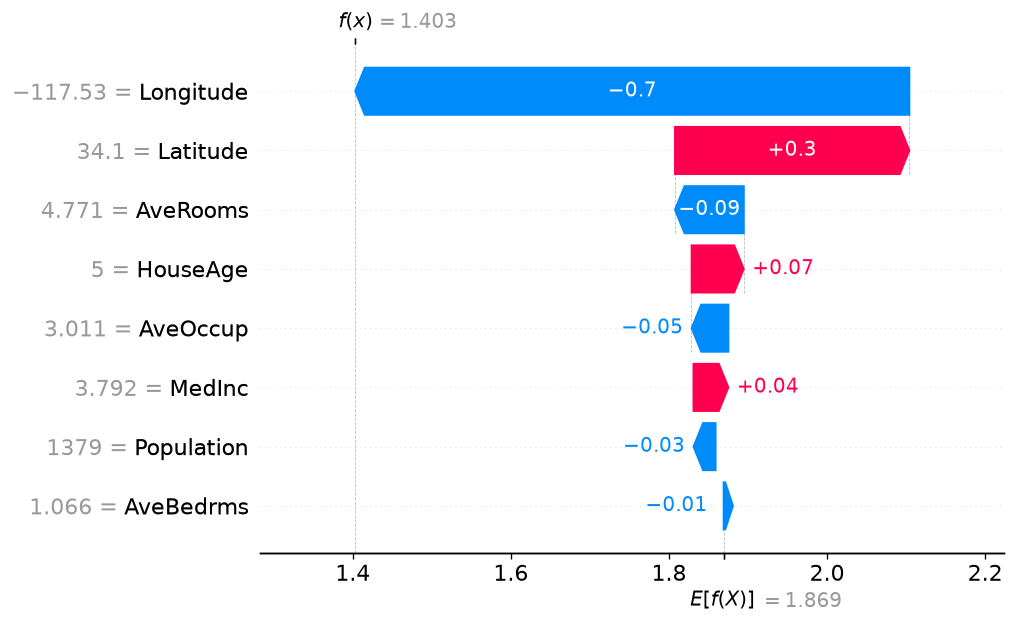 f(x) = 1.403
−117.53 = Longitude
−0.7
34.1 = Latitude
+0.3
4.771 = AveRooms
−0.09
5 = HouseAge
+0.07
3.011 = AveOccup
−0.05
3.792 = MedInc
+0.04
1379 = Population
−0.03
1.066 = AveBedrms
−0.01
1.4 1.6 1.8 2.0 2.2
E[f(X)] = 1.869